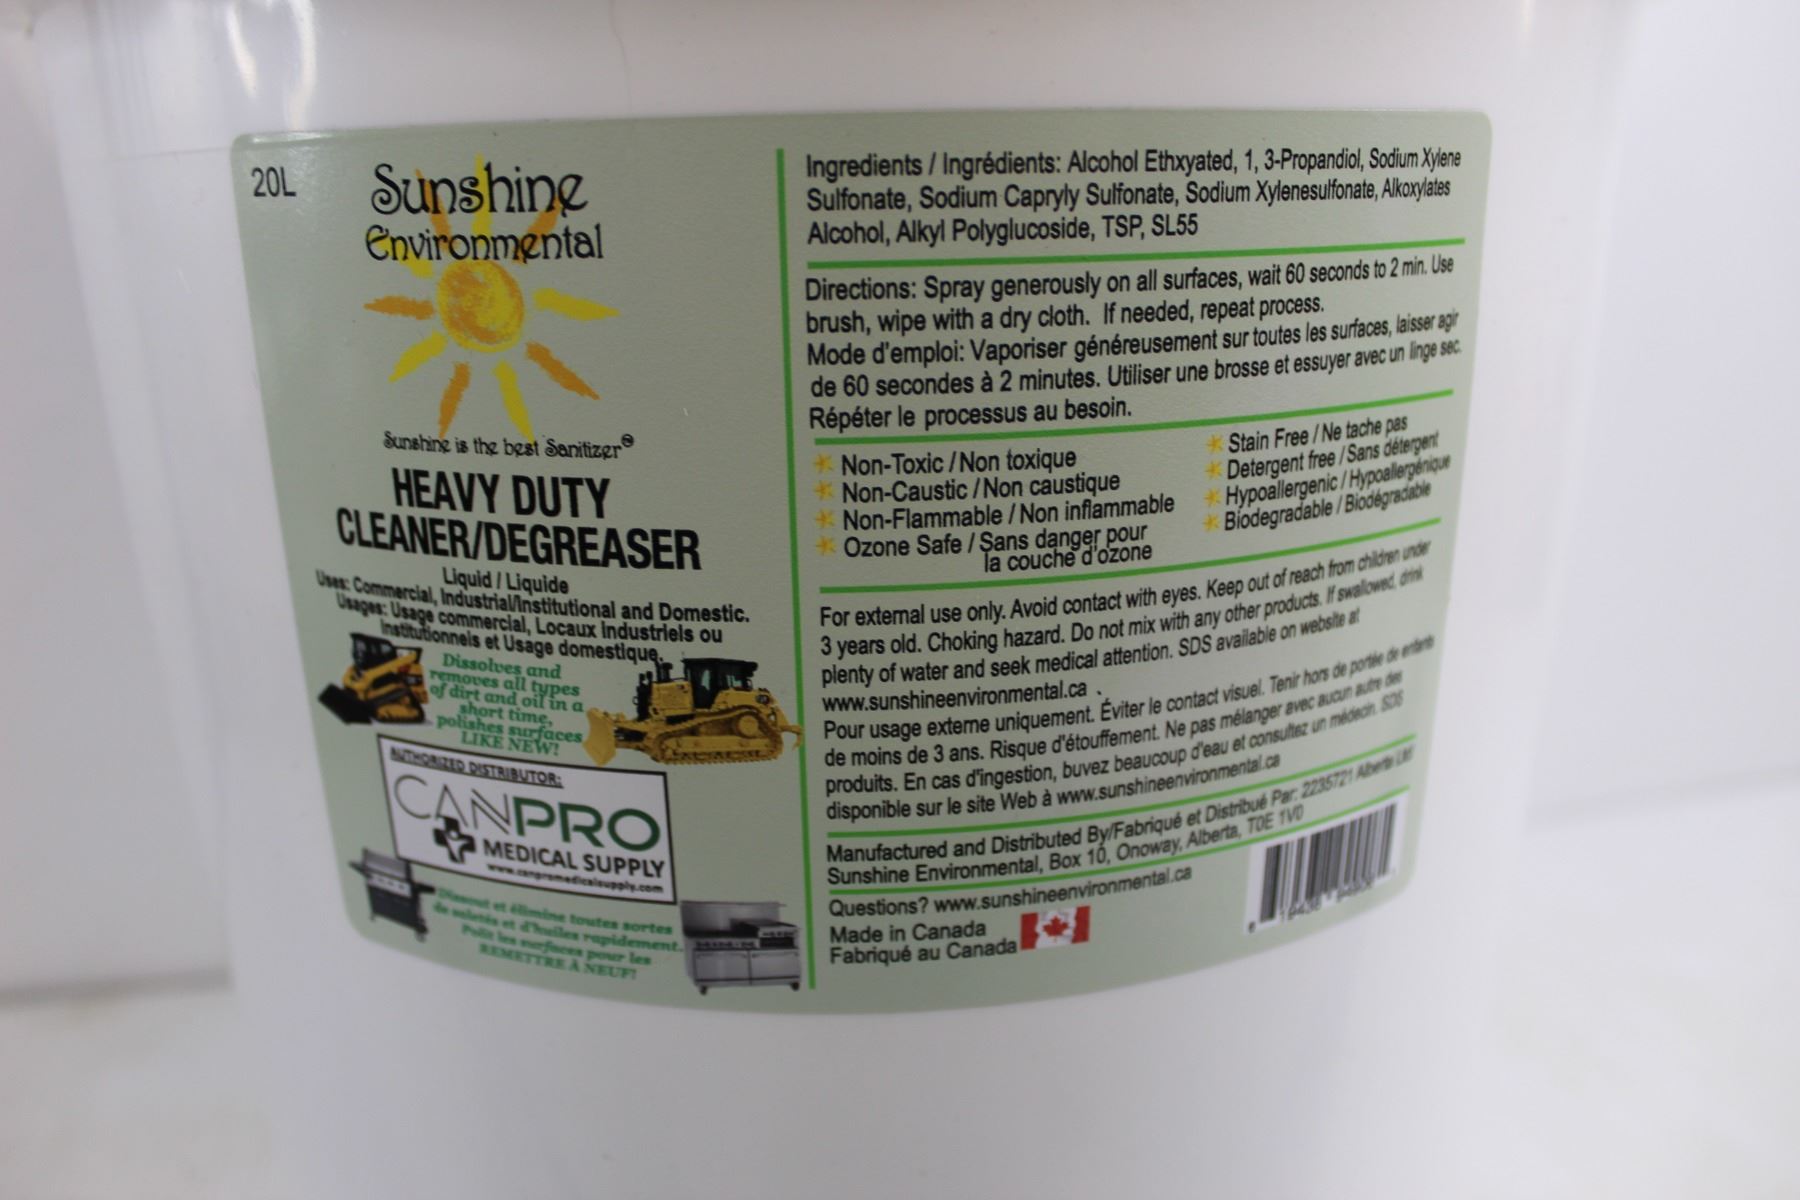 20L
Sunshine
Environmental
Sunshine is the best Sanitizer
HEAVY DUTY
CLEANER/DEGREASER
Liquid / Liquide
Uses: Commercial, Industrial/Institutional and Domestic.
Usages: Usage commercial, Locaux Industriels ou
Institutionnels et Usage domestique.
Dissolves and
removes all types
of dirt and oil in a
short time,
polishes surfaces
LIKE NEW!
AUTHORIZED DISTRIBUTOR:
CANPRO
MEDICAL SUPPLY
www.canpromedicalsupply.com
Dissout et élimine toutes sortes
de saletés et d'huiles rapidement.
Polit les surfaces pour les
REMETTRE À NEUF!
Ingredients / Ingrédients: Alcohol Ethxyated, 1, 3-Propandiol, Sodium Xylene
Sulfonate, Sodium Capryly Sulfonate, Sodium Xylenesulfonate, Alkoxylates
Alcohol, Alkyl Polyglucoside, TSP, SL55
Directions: Spray generously on all surfaces, wait 60 seconds to 2 min. Use
brush, wipe with a dry cloth. If needed, repeat process.
Mode d'emploi: Vaporiser généreusement sur toutes les surfaces, laisser agir
de 60 secondes à 2 minutes. Utiliser une brosse et essuyer avec un linge sec.
Répéter le processus au besoin.
Non-Toxic / Non toxique
Non-Caustic / Non caustique
Non-Flammable / Non inflammable
Ozone Safe / Sans danger pour
la couche d'ozone
Stain Free / Ne tache pas
Detergent free / Sans détergent
Hypoallergenic / Hypoallergénique
Biodegradable / Biodégradable
For external use only. Avoid contact with eyes. Keep out of reach from children under
3 years old. Choking hazard. Do not mix with any other products. If swallowed, drink
plenty of water and seek medical attention. SDS available on website at
www.sunshineenvironmental.ca .
Pour usage externe uniquement. Éviter le contact visuel. Tenir hors de portée de enfants
de moins de 3 ans. Risque d'étouffement. Ne pas mélanger avec aucun autre des
produits. En cas d'ingestion, buvez beaucoup d'eau et consultez un médecin. SDS
disponible sur le site Web à www.sunshineenvironmental.ca
Manufactured and Distributed By/Fabriqué et Distribué Par: 2235721 Alberta Ltd
Sunshine Environmental, Box 10, Onoway, Alberta, T0E 1V0
Questions? www.sunshineenvironmental.ca
Made in Canada
Fabriqué au Canada